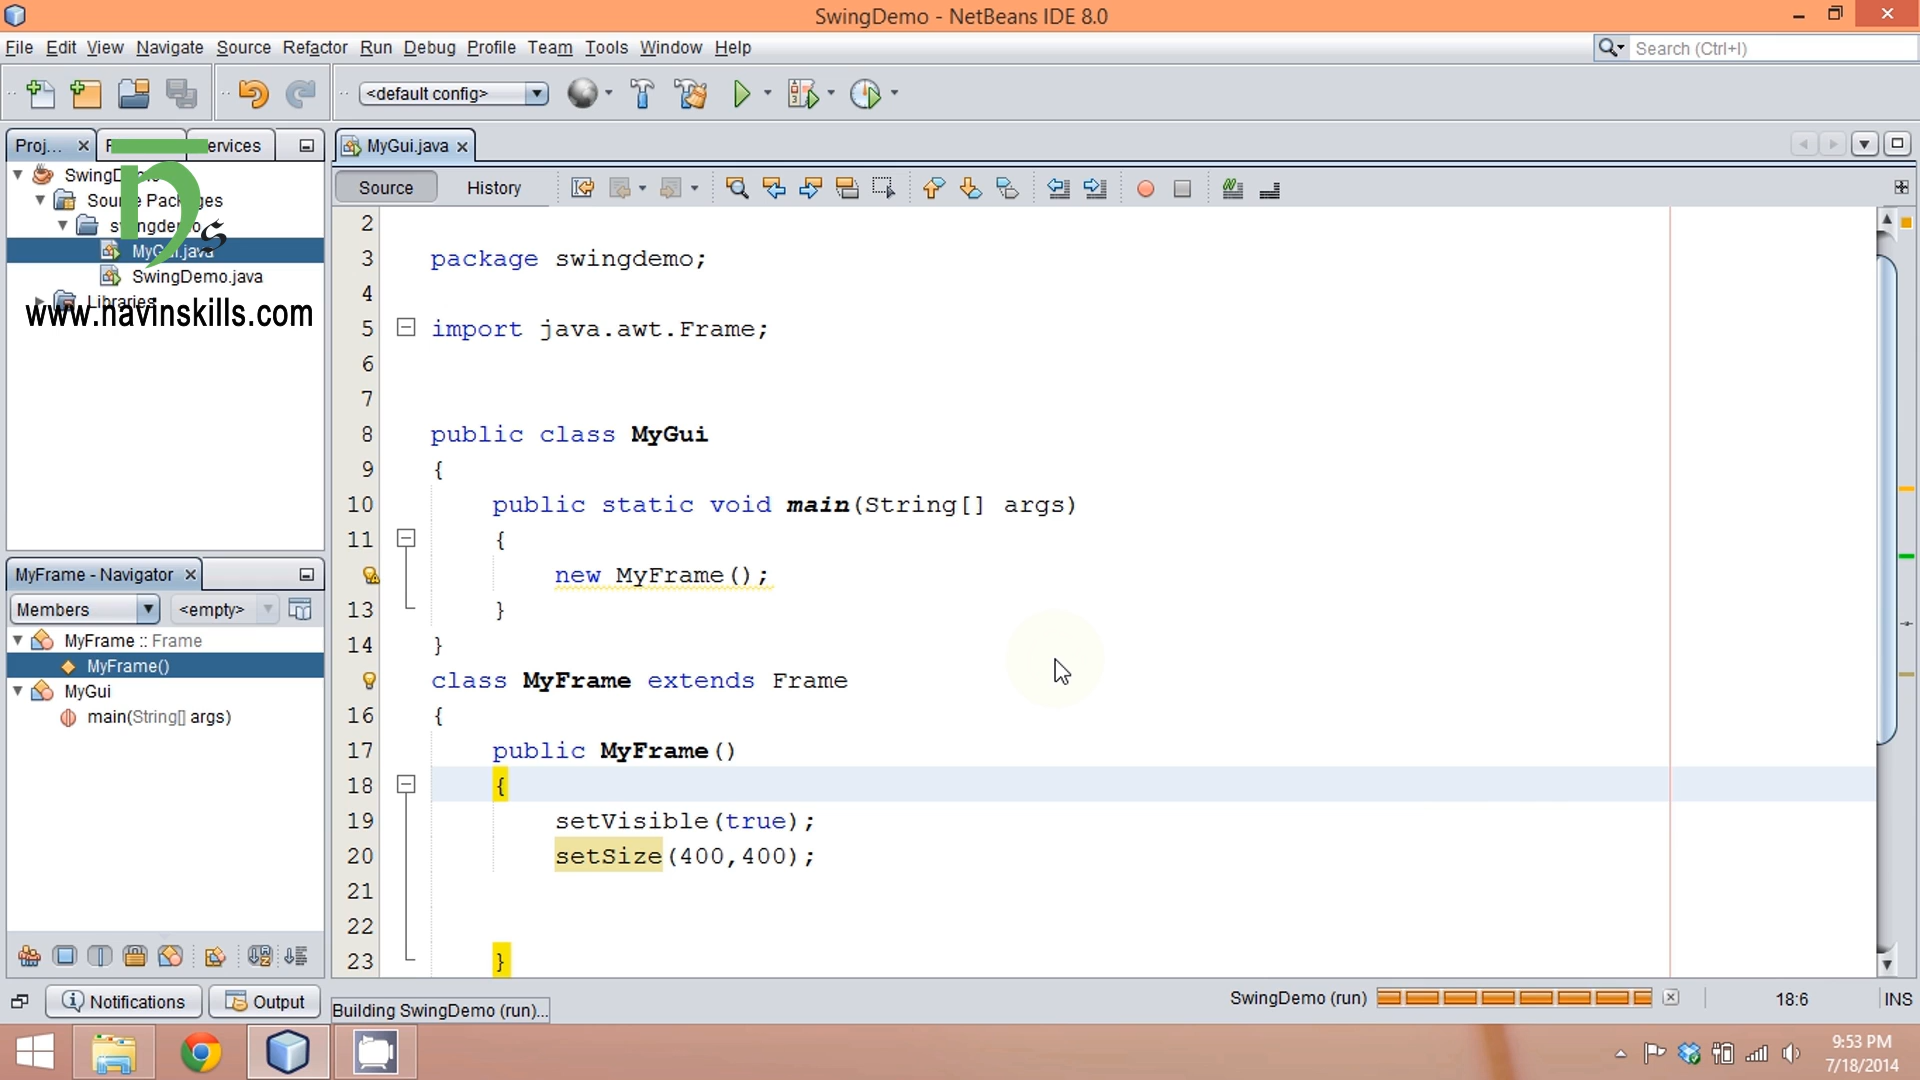 SwingDemo - NetBeans IDE 8.0
File Edit View Navigate Source Refactor Run Debug Profile Team Tools Window Help
Search (Ctrl+I)
<default config>
Proj...
ervices
MyGui.java
Source History
Source Packages
MyGui.java
SwingDemo.java
Libraries
www.navinskills.com
2
3 package swingdemo;
4
5 import java.awt.Frame;
6
7
8 public class MyGui
9 {
10 public static void main(String[] args)
11 {
new MyFrame();
13 }
14 }
class MyFrame extends Frame
16 {
17 public MyFrame()
18 {
19 setVisible(true);
20 setSize(400,400);
21
22
23 }
MyFrame - Navigator
Members <empty>
MyFrame :: Frame
MyFrame()
MyGui
main(String[] args)
Notifications Output
Building SwingDemo (run)...
SwingDemo (run)
18:6 INS
9:53 PM
7/18/2014